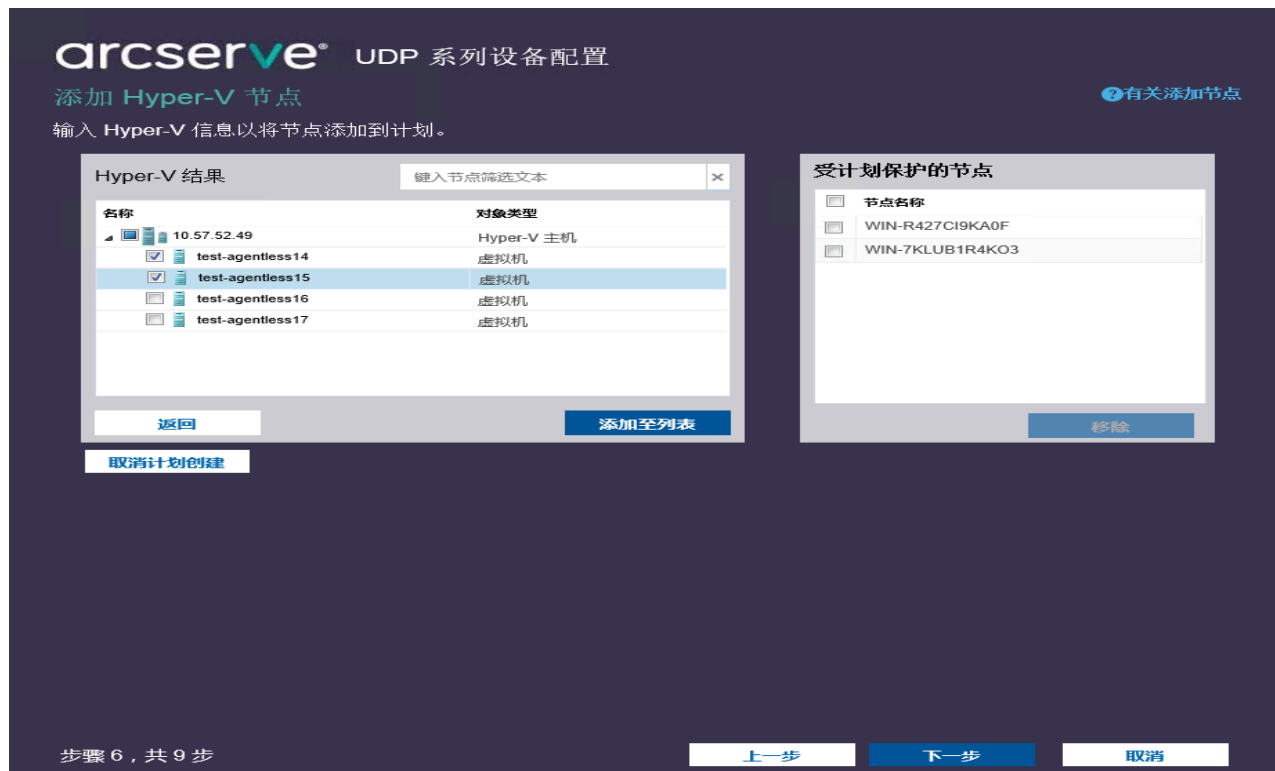 arcserve® UDP 系列设备配置
添加 Hyper-V 节点
?有关添加节点
输入 Hyper-V 信息以将节点添加到计划。
Hyper-V 结果
键入节点筛选文本
名称 对象类型
10.57.52.49 Hyper-V 主机
test-agentless14 虚拟机
test-agentless15 虚拟机
test-agentless16 虚拟机
test-agentless17 虚拟机
返回
添加至列表
取消计划创建
受计划保护的节点
节点名称
WIN-R427CI9KA0F
WIN-7KLUB1R4KO3
移除
步骤 6，共 9 步
上一步
下一步
取消